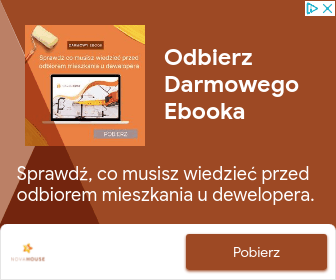 DARMOWY EBOOK
Sprawdź co musisz wiedzieć przed
odbiorem mieszkania u dewelopera
POBIERZ
Odbierz
Darmowego
Ebooka
Sprawdź, co musisz wiedzieć przed
odbiorem mieszkania u dewelopera.
NOVAHOUSE
Pobierz